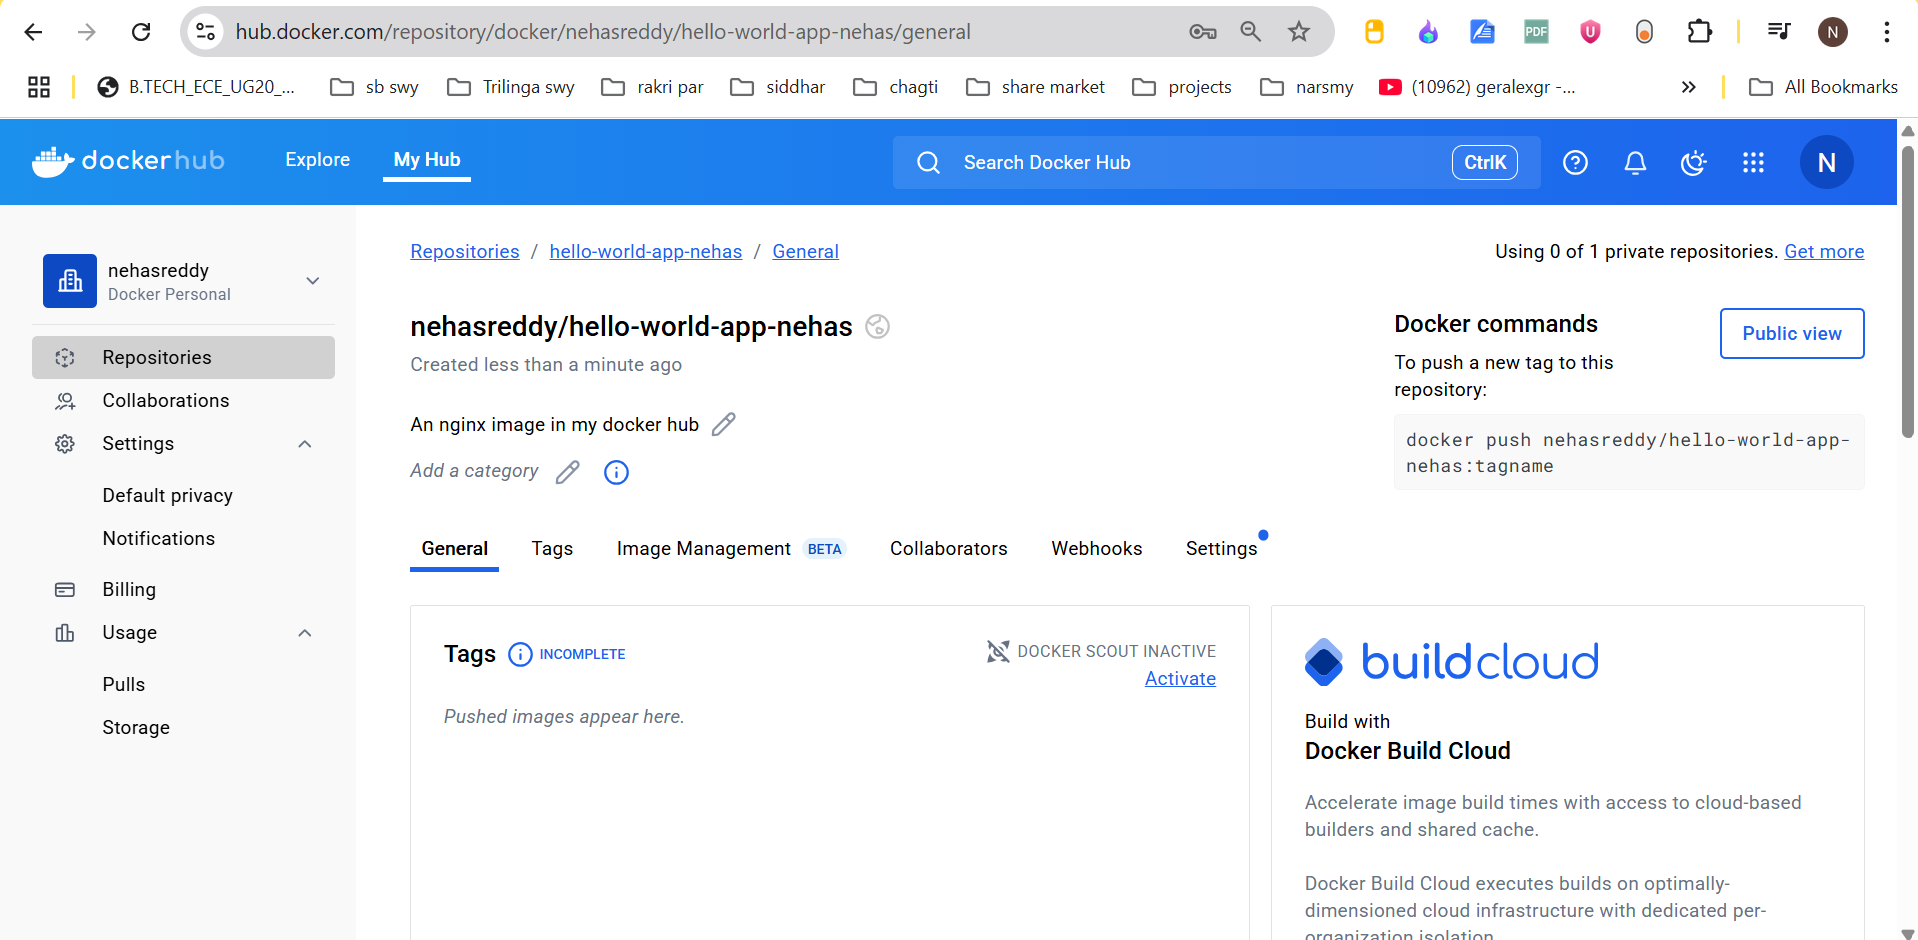 hub.docker.com/repository/docker/nehasreddy/hello-world-app-nehas/general
PDF
U
N
B.TECH_ECE_UG20_...
sb swy
Trilinga swy
rakri par
siddhar
chagti
share market
projects
narsmy
(10962) geralexgr -...
All Bookmarks
dockerhub
Explore
My Hub
Search Docker Hub
CtrlK
N
nehasreddy
Docker Personal
Repositories
Collaborations
Settings
Default privacy
Notifications
Billing
Usage
Pulls
Storage
Repositories / hello-world-app-nehas / General
Using 0 of 1 private repositories. Get more
nehasreddy/hello-world-app-nehas
Created less than a minute ago
An nginx image in my docker hub
Add a category
Docker commands
Public view
To push a new tag to this
repository:
docker push nehasreddy/hello-world-app-
nehas:tagname
General
Tags
Image Management BETA
Collaborators
Webhooks
Settings
Tags
INCOMPLETE
DOCKER SCOUT INACTIVE
Activate
Pushed images appear here.
buildcloud
Build with
Docker Build Cloud
Accelerate image build times with access to cloud-based
builders and shared cache.
Docker Build Cloud executes builds on optimally-
dimensioned cloud infrastructure with dedicated per-
organization isolation.